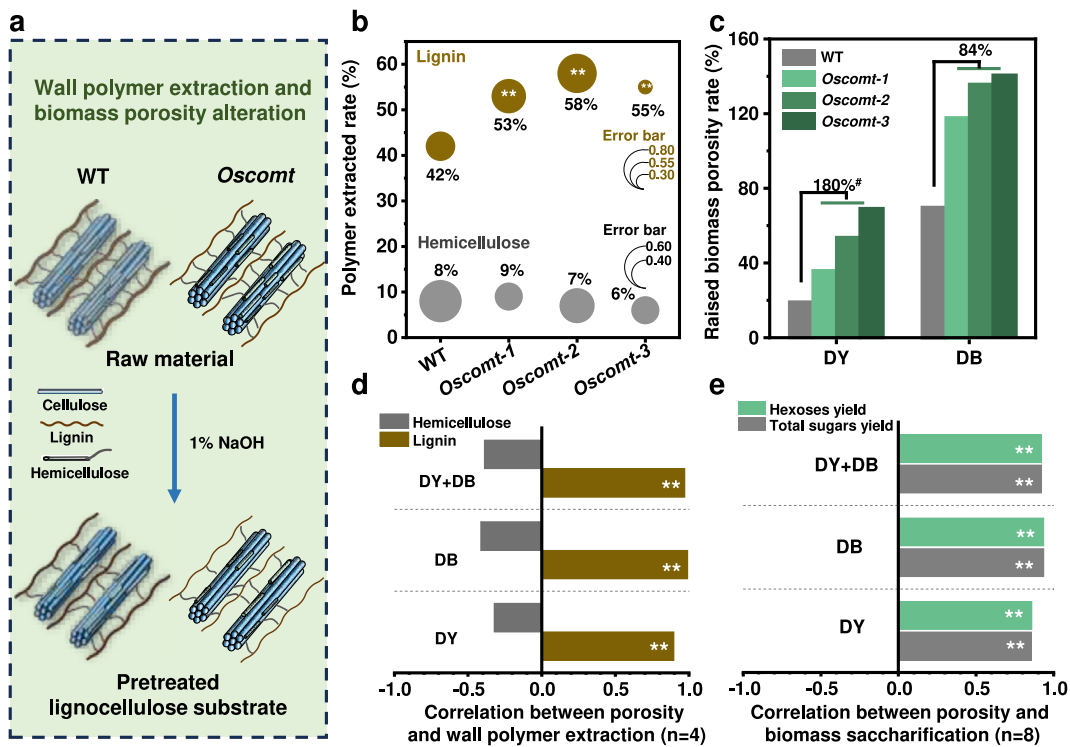 a
Wall polymer extraction and
biomass porosity alteration
WT
Oscomt
Raw material
Cellulose
Lignin
Hemicellulose
1% NaOH
Pretreated
lignocellulose substrate
b
Polymer extracted rate (%)
60
50
40
30
20
10
0
Lignin
**
**
**
42%
53%
58%
55%
Error bar
0.80
0.55
0.30
Hemicellulose
Error bar
0.60
0.40
8%
9%
7%
6%
WT
Oscomt-1
Oscomt-2
Oscomt-3
c
Raised biomass porosity rate (%)
160
120
80
40
0
WT
Oscomt-1
Oscomt-2
Oscomt-3
180%#
84%
DY
DB
d
Hemicellulose
Lignin
DY+DB
**
DB
**
DY
**
-1.0
-0.5
0.0
0.5
1.0
Correlation between porosity
and wall polymer extraction (n=4)
e
Hexoses yield
Total sugars yield
DY+DB
**
**
DB
**
**
DY
**
**
-1.0
-0.5
0.0
0.5
1.0
Correlation between porosity and
biomass saccharification (n=8)